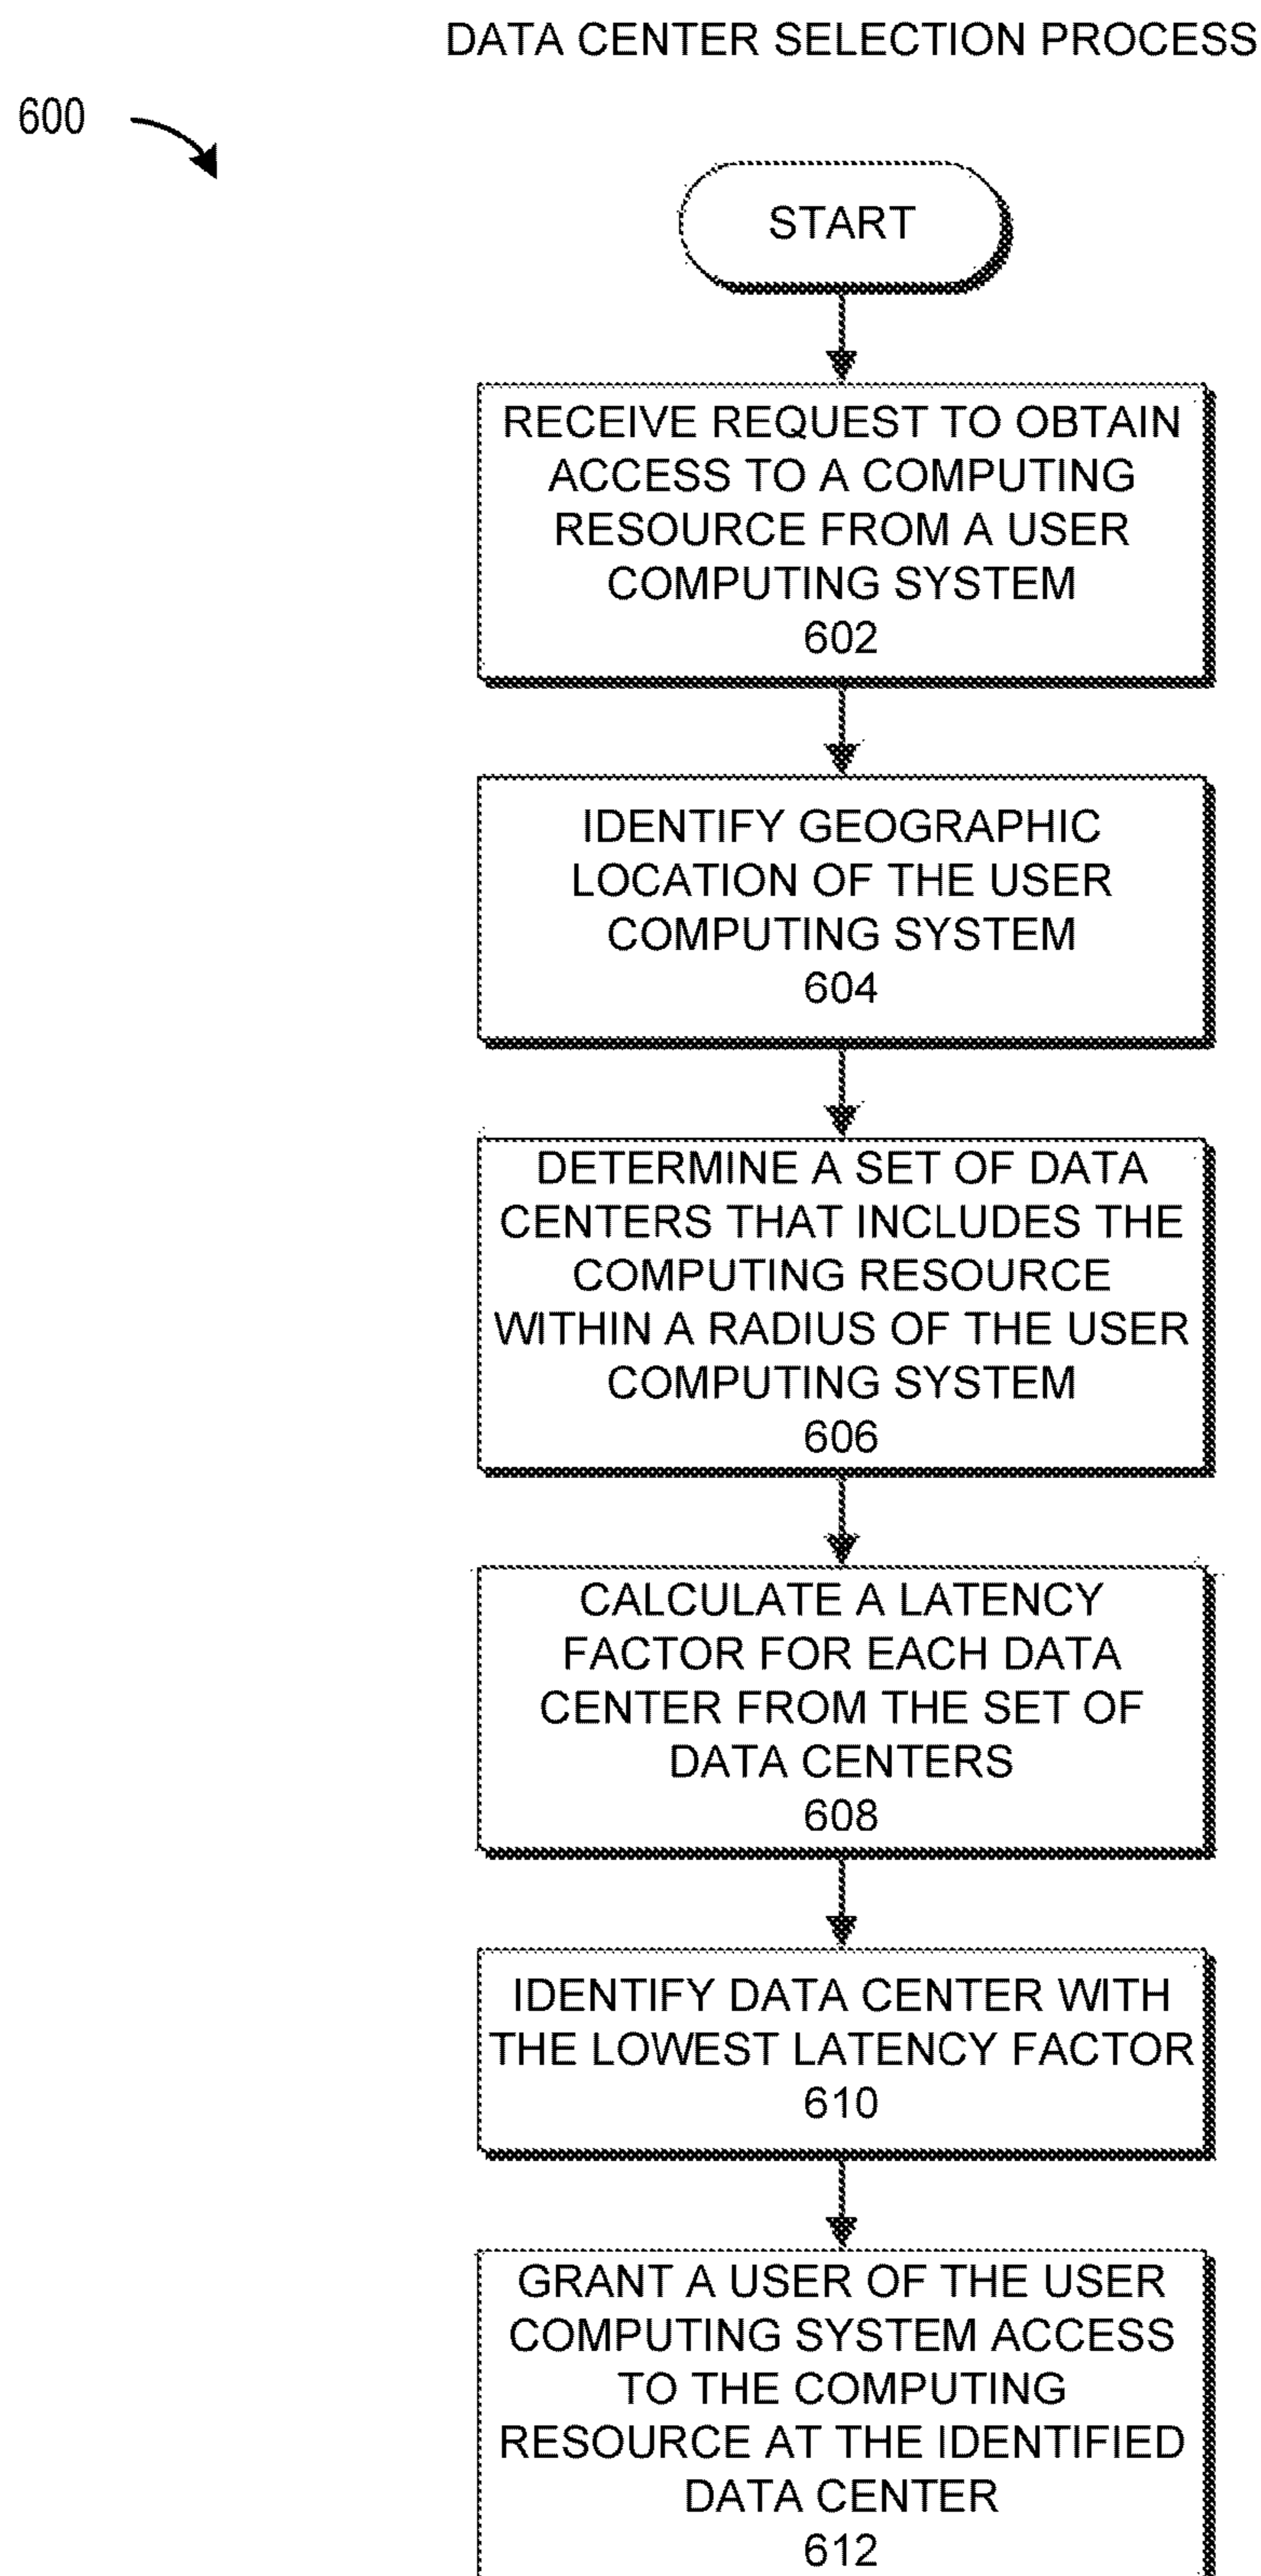 DATA CENTER SELECTION PROCESS
600
START
RECEIVE REQUEST TO OBTAIN
ACCESS TO A COMPUTING
RESOURCE FROM A USER
COMPUTING SYSTEM
602
IDENTIFY GEOGRAPHIC
LOCATION OF THE USER
COMPUTING SYSTEM
604
DETERMINE A SET OF DATA
CENTERS THAT INCLUDES THE
COMPUTING RESOURCE
WITHIN A RADIUS OF THE USER
COMPUTING SYSTEM
606
CALCULATE A LATENCY
FACTOR FOR EACH DATA
CENTER FROM THE SET OF
DATA CENTERS
608
IDENTIFY DATA CENTER WITH
THE LOWEST LATENCY FACTOR
610
GRANT A USER OF THE USER
COMPUTING SYSTEM ACCESS
TO THE COMPUTING
RESOURCE AT THE IDENTIFIED
DATA CENTER
612